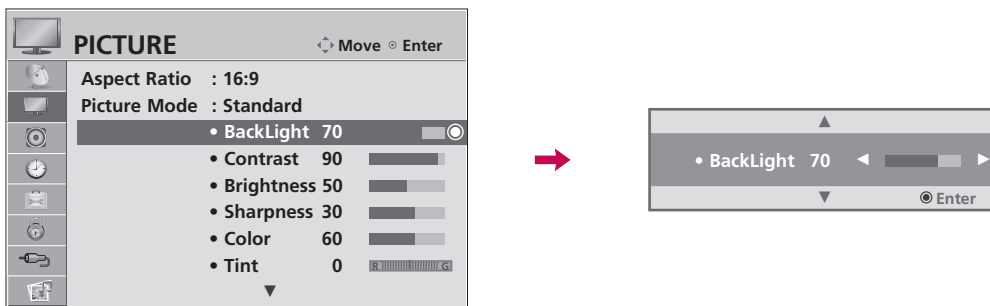 PICTURE Move Enter
Aspect Ratio : 16:9
Picture Mode : Standard
• BackLight 70
• Contrast 90
• Brightness 50
• Sharpness 30
• Color 60
• Tint 0 R G
▼
▲
• BackLight 70 ◄ ►
▼ Enter